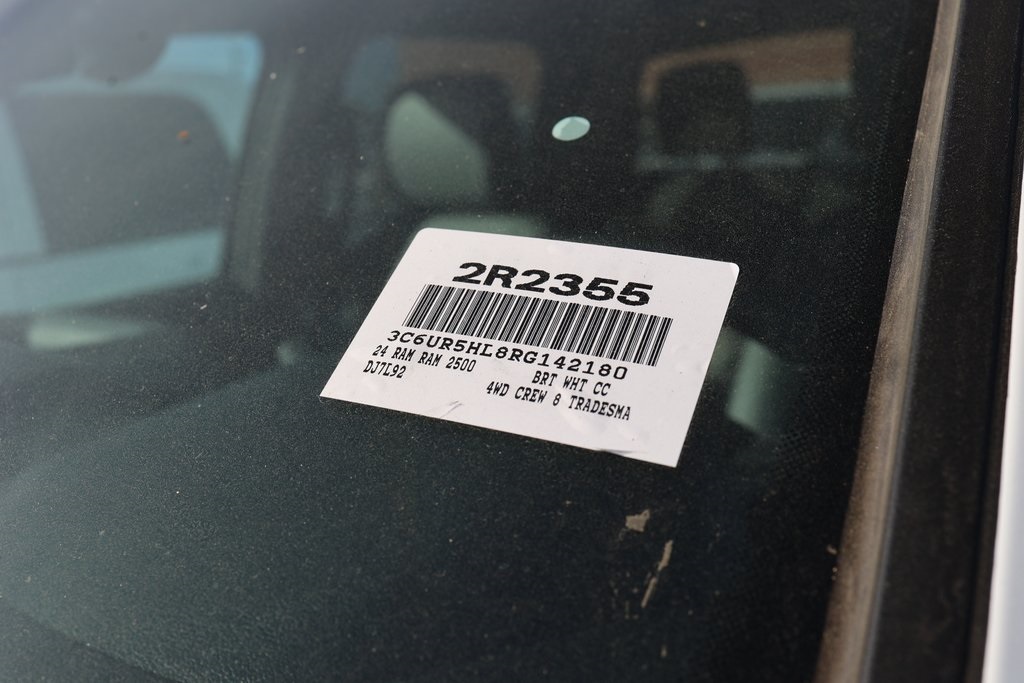 2R2355
3C6UR5HL8RG142180
24 RAM RAM 2500 BRT WHT CC
DJ7L92 4WD CREW 8 TRADESMA